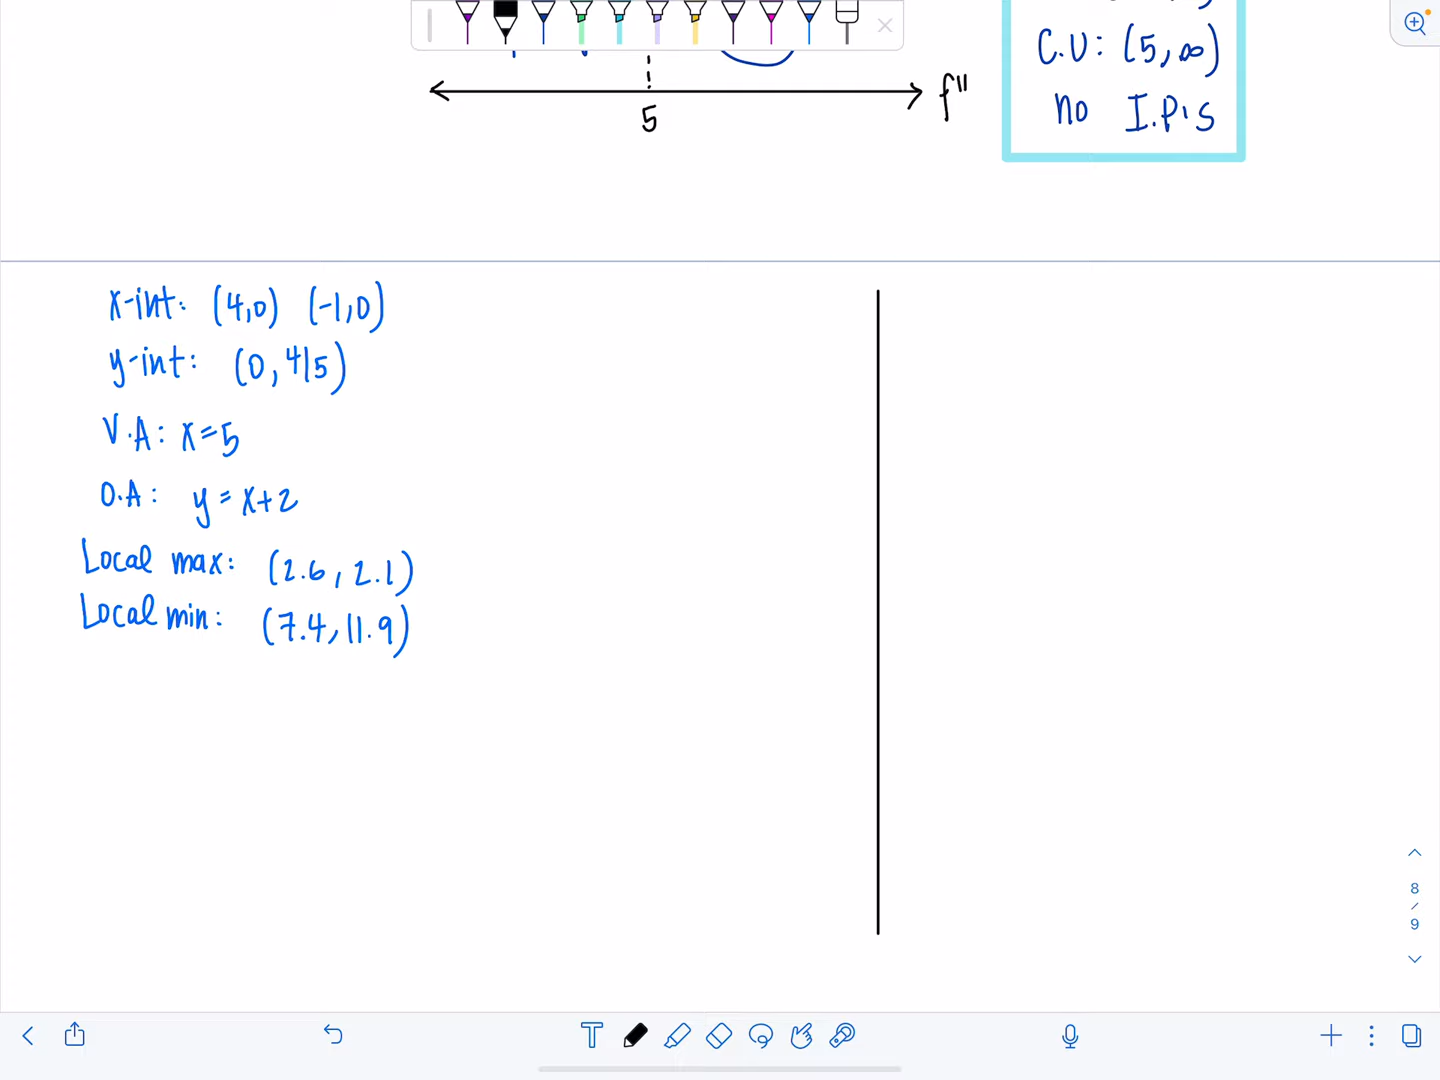 C.U: (5,∞)
f"
no I.P's
5
x-int: (4,0) (-1,0)
y-int: (0, 4/5)
V.A: x=5
O.A: y = x+2
Local max: (2.6, 2.1)
Local min: (7.4, 11.9)
8
/
9
T